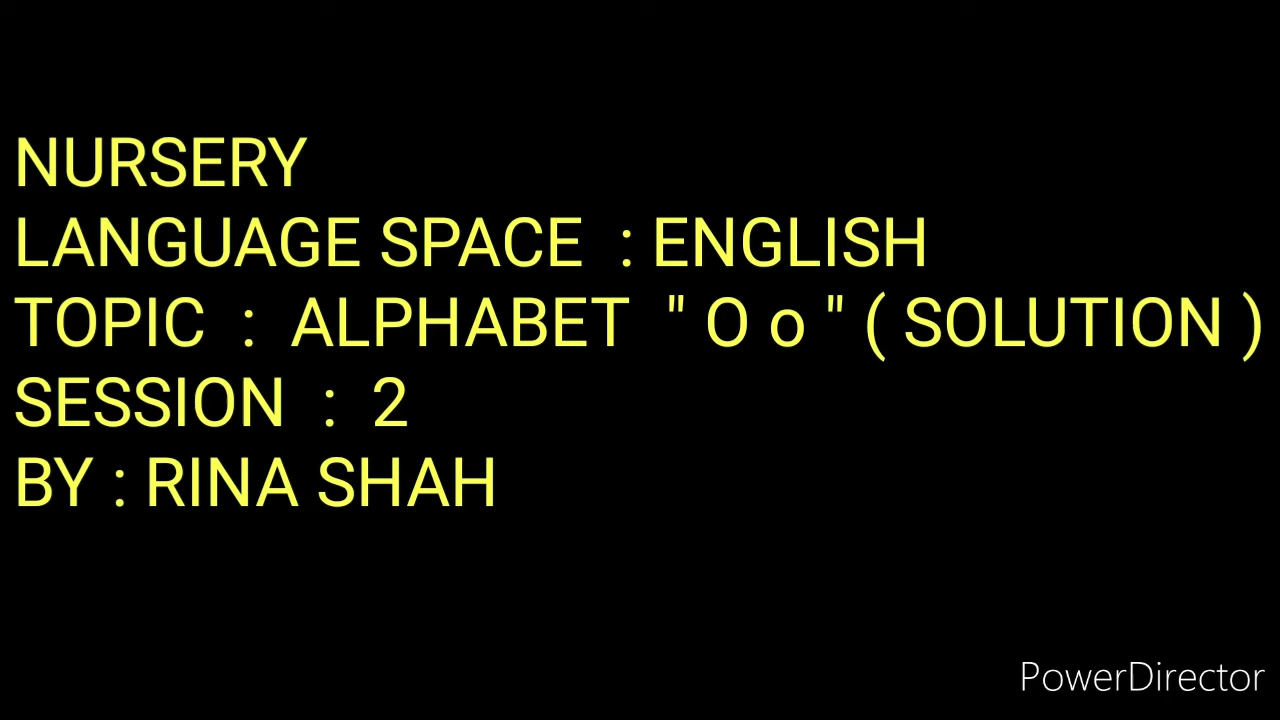 NURSERY
LANGUAGE SPACE : ENGLISH
TOPIC : ALPHABET " O o " ( SOLUTION )
SESSION : 2
BY : RINA SHAH
PowerDirector